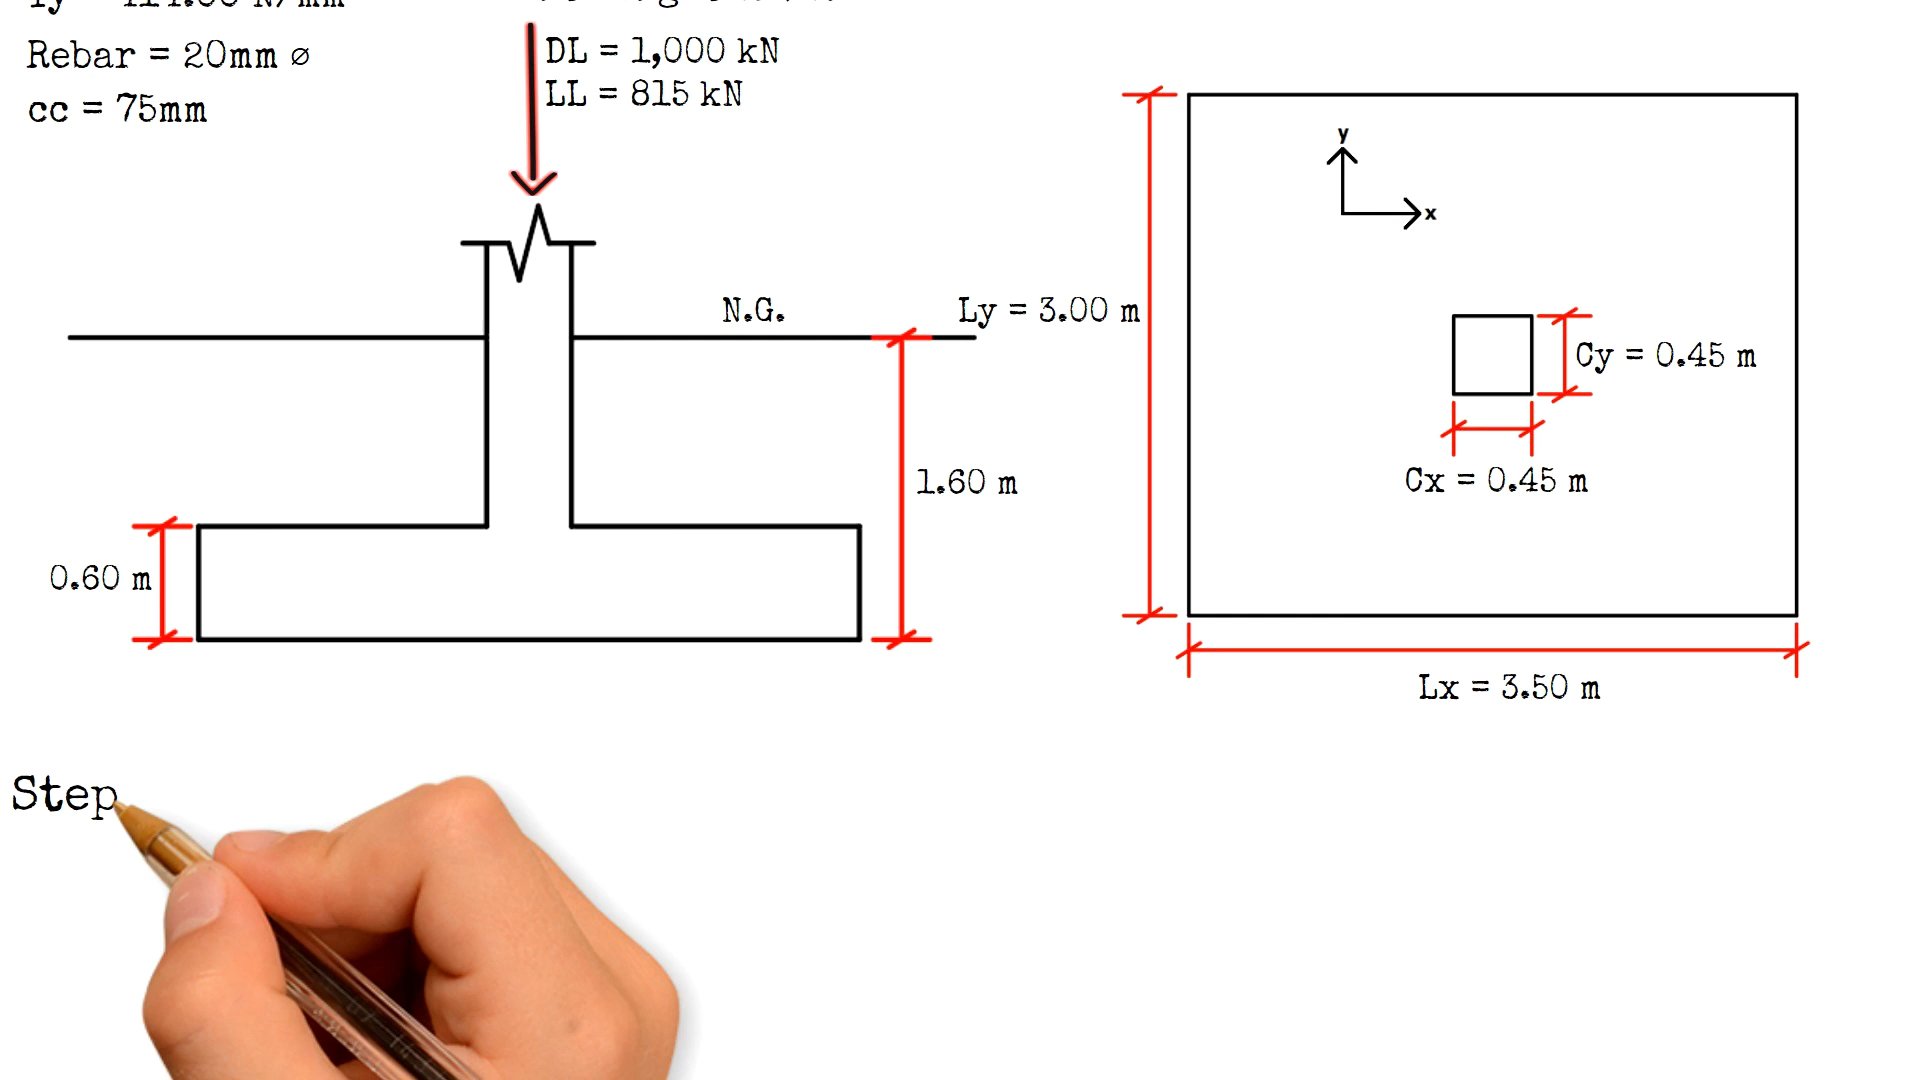 Rebar = 20mm ⌀
cc = 75mm
DL = 1,000 kN
LL = 815 kN
N.G.
1.60 m
0.60 m
Ly = 3.00 m
y
x
Cy = 0.45 m
Cx = 0.45 m
Lx = 3.50 m
Step